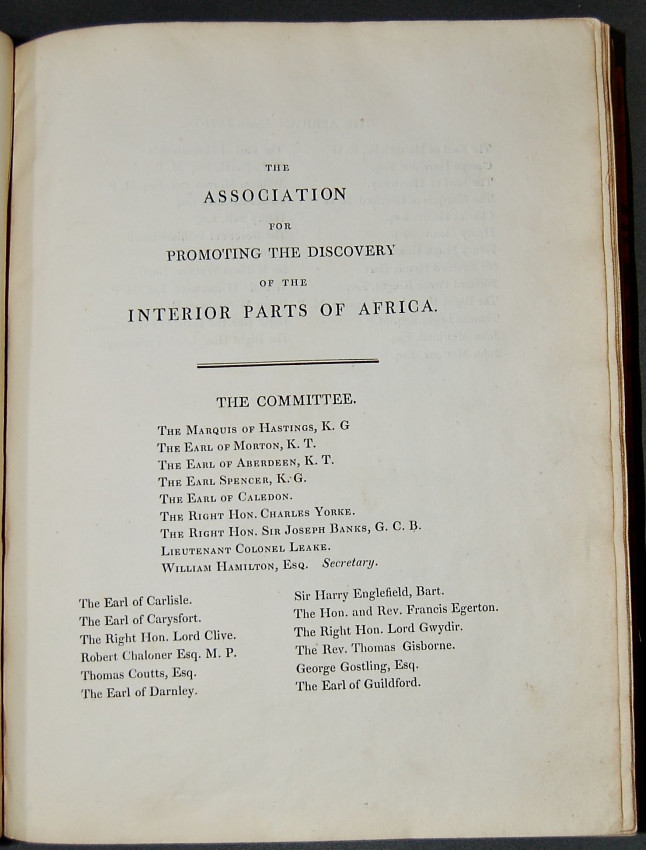 THE
ASSOCIATION
FOR
PROMOTING THE DISCOVERY
OF THE
INTERIOR PARTS OF AFRICA.
THE COMMITTEE.
THE MARQUIS OF HASTINGS, K. G
THE EARL OF MORTON, K. T.
THE EARL OF ABERDEEN, K. T.
THE EARL SPENCER, K. G.
THE EARL OF CALEDON.
THE RIGHT HON. CHARLES YORKE.
THE RIGHT HON. SIR JOSEPH BANKS, G. C. B.
LIEUTENANT COLONEL LEAKE.
WILLIAM HAMILTON, ESQ. Secretary.
The Earl of Carlisle.
The Earl of Carysfort.
The Right Hon. Lord Clive.
Robert Chaloner Esq. M. P.
Thomas Coutts, Esq.
The Earl of Darnley.
Sir Harry Englefield, Bart.
The Hon. and Rev. Francis Egerton.
The Right Hon. Lord Gwydir.
The Rev. Thomas Gisborne.
George Gostling, Esq.
The Earl of Guildford.